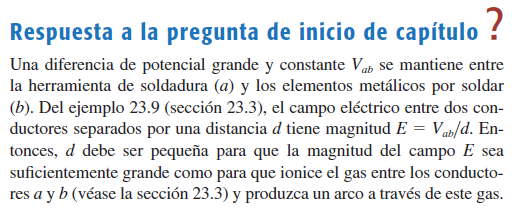 Respuesta a la pregunta de inicio de capítulo ?
Una diferencia de potencial grande y constante Vab se mantiene entre
la herramienta de soldadura (a) y los elementos metálicos por soldar
(b). Del ejemplo 23.9 (sección 23.3), el campo eléctrico entre dos con-
ductores separados por una distancia d tiene magnitud E = Vab/d. En-
tonces, d debe ser pequeña para que la magnitud del campo E sea
suficientemente grande como para que ionice el gas entre los conducto-
res a y b (véase la sección 23.3) y produzca un arco a través de este gas.